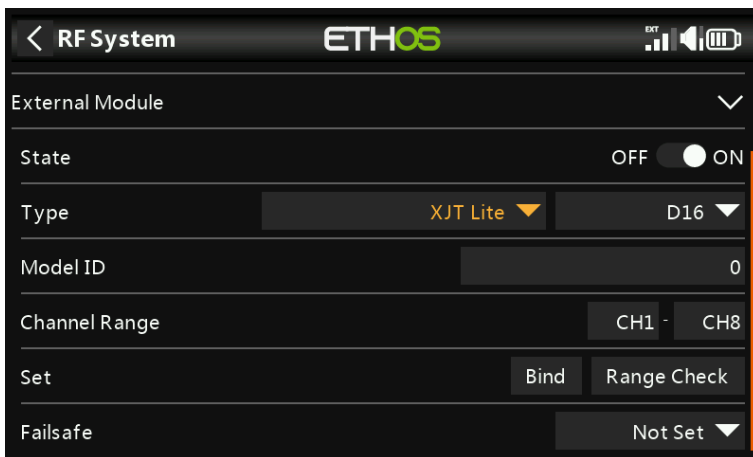 RF System ETHOS EXT
External Module
State OFF ON
Type XJT Lite D16
Model ID 0
Channel Range CH1 - CH8
Set Bind Range Check
Failsafe Not Set